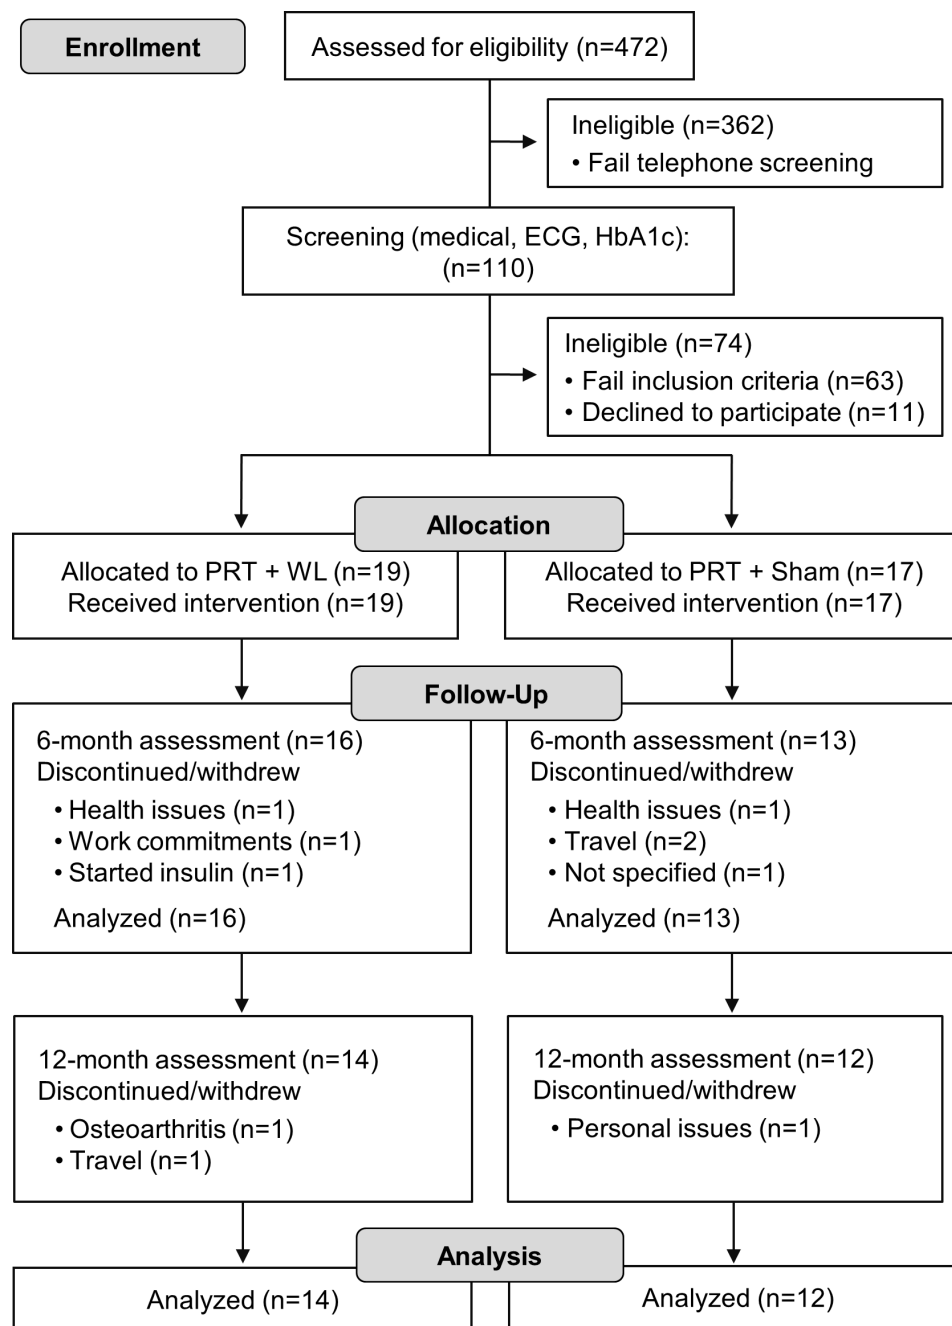 Enrollment
Assessed for eligibility (n=472)
Ineligible (n=362)
• Fail telephone screening
Screening (medical, ECG, HbA1c):
(n=110)
Ineligible (n=74)
• Fail inclusion criteria (n=63)
• Declined to participate (n=11)
Allocation
Allocated to PRT + WL (n=19)
Received intervention (n=19)
Allocated to PRT + Sham (n=17)
Received intervention (n=17)
Follow-Up
6-month assessment (n=16)
Discontinued/withdrew
• Health issues (n=1)
• Work commitments (n=1)
• Started insulin (n=1)
Analyzed (n=16)
6-month assessment (n=13)
Discontinued/withdrew
• Health issues (n=1)
• Travel (n=2)
• Not specified (n=1)
Analyzed (n=13)
12-month assessment (n=14)
Discontinued/withdrew
• Osteoarthritis (n=1)
• Travel (n=1)
12-month assessment (n=12)
Discontinued/withdrew
• Personal issues (n=1)
Analysis
Analyzed (n=14)
Analyzed (n=12)